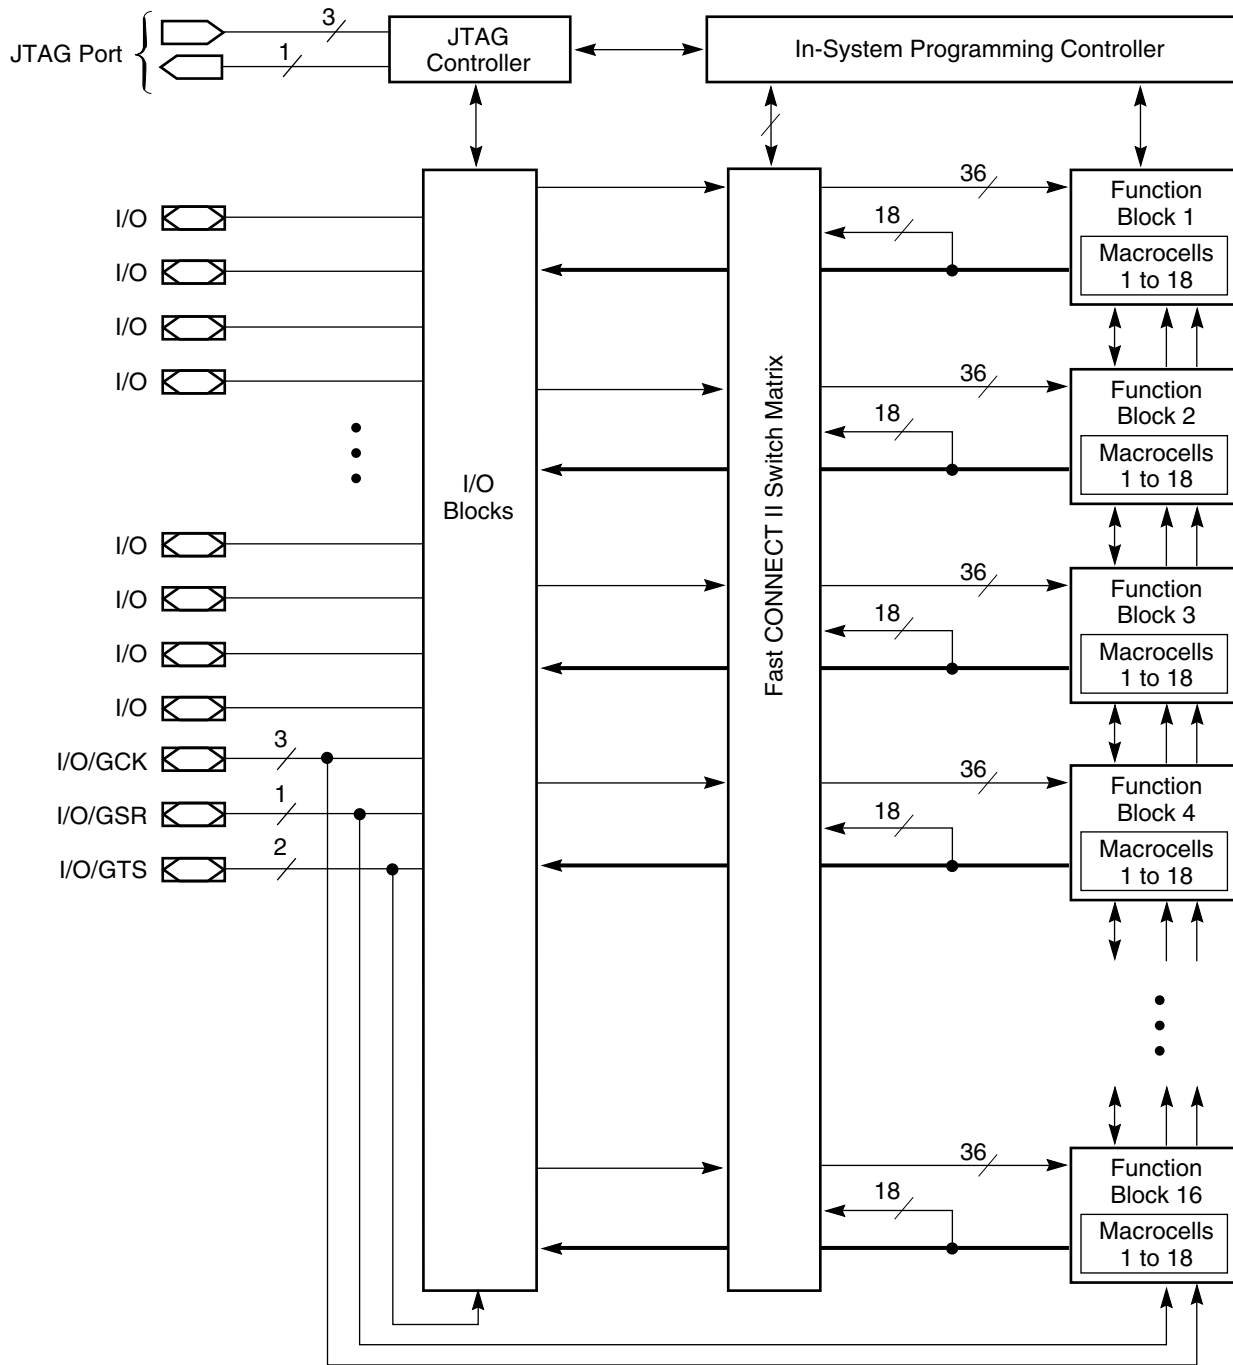 JTAG Port
3
1
JTAG
Controller
In-System Programming Controller
I/O
I/O
I/O
I/O
I/O
I/O
I/O
I/O
I/O/GCK
3
I/O/GSR
1
I/O/GTS
2
I/O
Blocks
Fast CONNECT II Switch Matrix
36
18
Function
Block 1
Macrocells
1 to 18
36
18
Function
Block 2
Macrocells
1 to 18
36
18
Function
Block 3
Macrocells
1 to 18
36
18
Function
Block 4
Macrocells
1 to 18
36
18
Function
Block 16
Macrocells
1 to 18